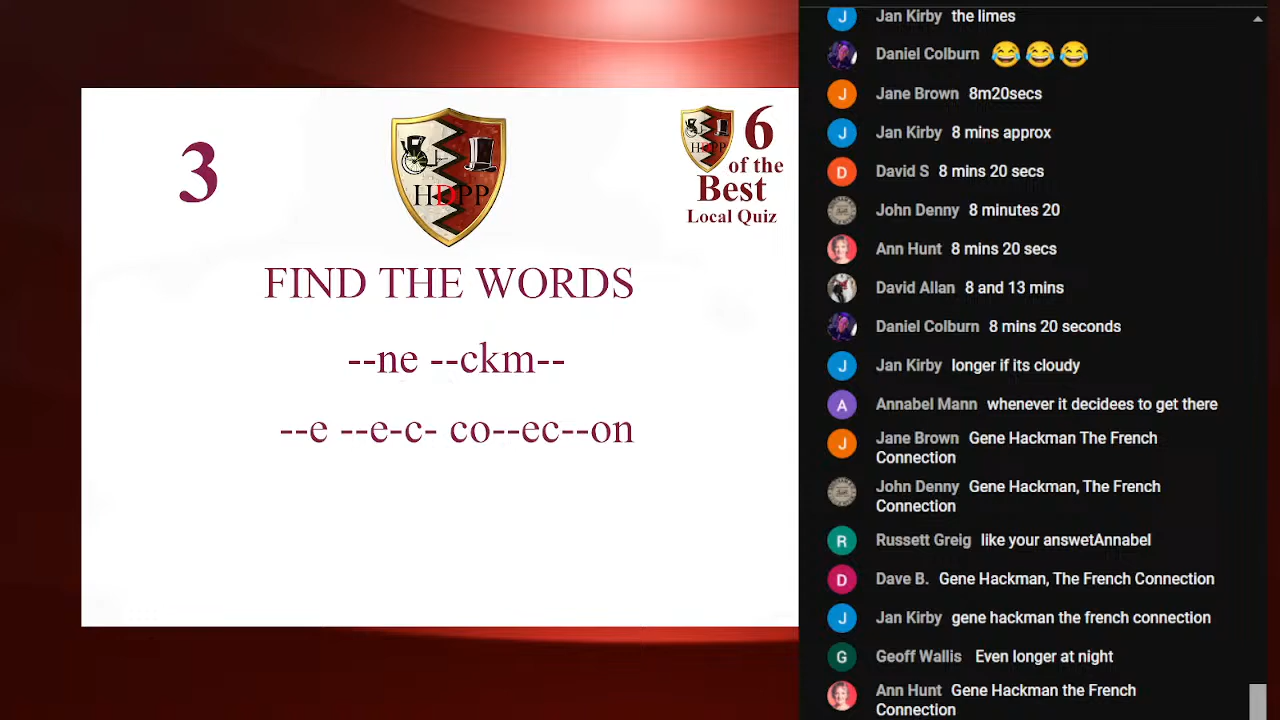 3
HDPP
HDPP
6
of the
Best
Local Quiz
FIND THE WORDS
--ne --ckm--
--e --e-c- co--ec--on
J Jan Kirby the limes
Daniel Colburn 😂😂😂
J Jane Brown 8m20secs
J Jan Kirby 8 mins approx
D David S 8 mins 20 secs
John Denny 8 minutes 20
Ann Hunt 8 mins 20 secs
David Allan 8 and 13 mins
Daniel Colburn 8 mins 20 seconds
J Jan Kirby longer if its cloudy
A Annabel Mann whenever it decidees to get there
J Jane Brown Gene Hackman The French
Connection
John Denny Gene Hackman, The French
Connection
R Russett Greig like your answetAnnabel
D Dave B. Gene Hackman, The French Connection
J Jan Kirby gene hackman the french connection
G Geoff Wallis Even longer at night
Ann Hunt Gene Hackman the French
Connection